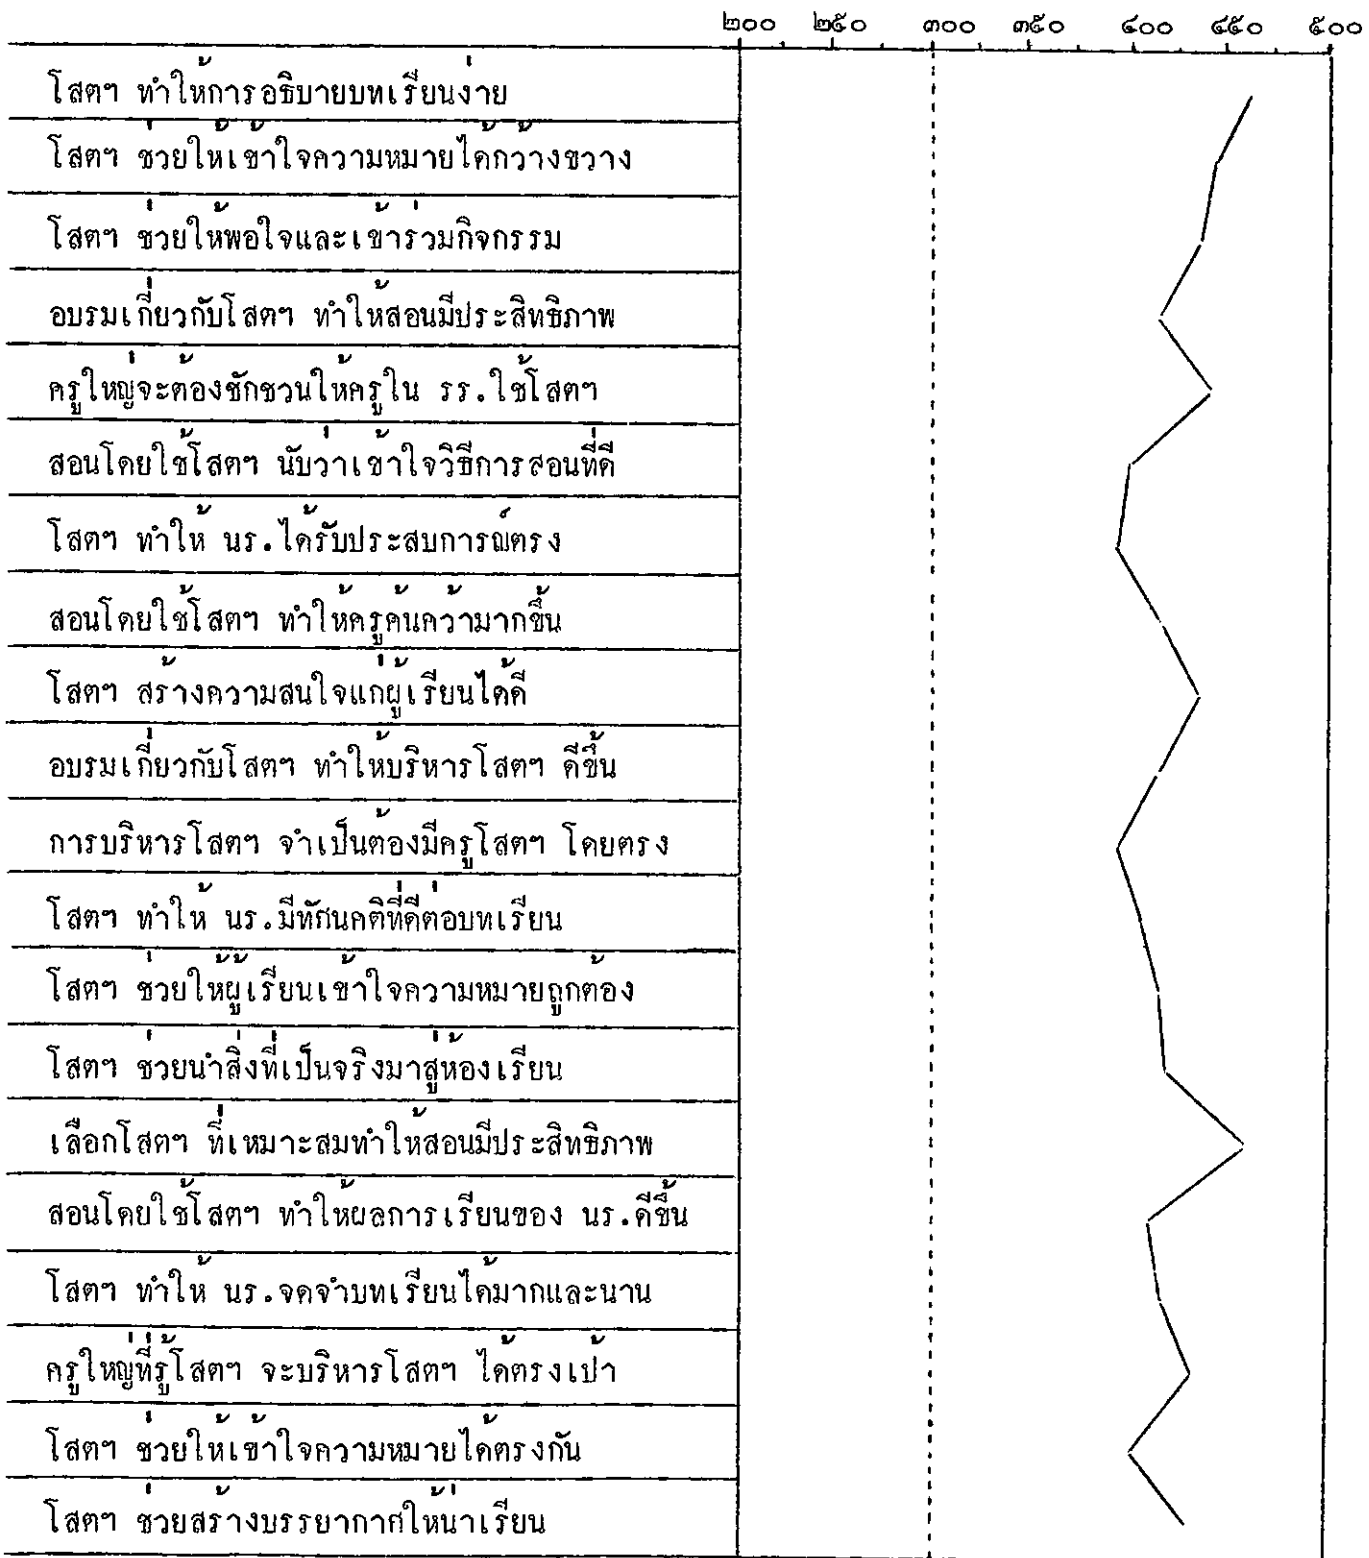 ๒๐๐ ๒๕๐ ๓๐๐ ๓๕๐ ๔๐๐ ๔๕๐ ๕๐๐
โสตฯ ทำให้การอธิบายบทเรียนง่าย
โสตฯ ช่วยให้เข้าใจความหมายได้กว้างขวาง
โสตฯ ช่วยให้พอใจและเข้าร่วมกิจกรรม
อบรมเกี่ยวกับโสตฯ ทำให้สอนมีประสิทธิภาพ
ครูใหญ่จะต้องชักชวนให้ครูใน รร.ใช้โสตฯ
สอนโดยใช้โสตฯ นับว่าเข้าใจวิธีการสอนที่ดี
โสตฯ ทำให้ นร.ได้รับประสบการณ์ตรง
สอนโดยใช้โสตฯ ทำให้ครูค้นคว้ามากขึ้น
โสตฯ สร้างความสนใจแก่ผู้เรียนได้ดี
อบรมเกี่ยวกับโสตฯ ทำให้บริหารโสตฯ ดีขึ้น
การบริหารโสตฯ จำเป็นต้องมีครูโสตฯ โดยตรง
โสตฯ ทำให้ นร.มีทัศนคติที่ดีต่อบทเรียน
โสตฯ ช่วยให้ผู้เรียนเข้าใจความหมายถูกต้อง
โสตฯ ช่วยนำสิ่งที่เป็นจริงมาสู่ห้องเรียน
เลือกโสตฯ ที่เหมาะสมทำให้สอนมีประสิทธิภาพ
สอนโดยใช้โสตฯ ทำให้ผลการเรียนของ นร.ดีขึ้น
โสตฯ ทำให้ นร.จดจำบทเรียนได้มากและนาน
ครูใหญ่ที่รู้โสตฯ จะบริหารโสตฯ ได้ตรงเป้า
โสตฯ ช่วยให้เข้าใจความหมายได้ตรงกัน
โสตฯ ช่วยสร้างบรรยากาศให้น่าเรียน